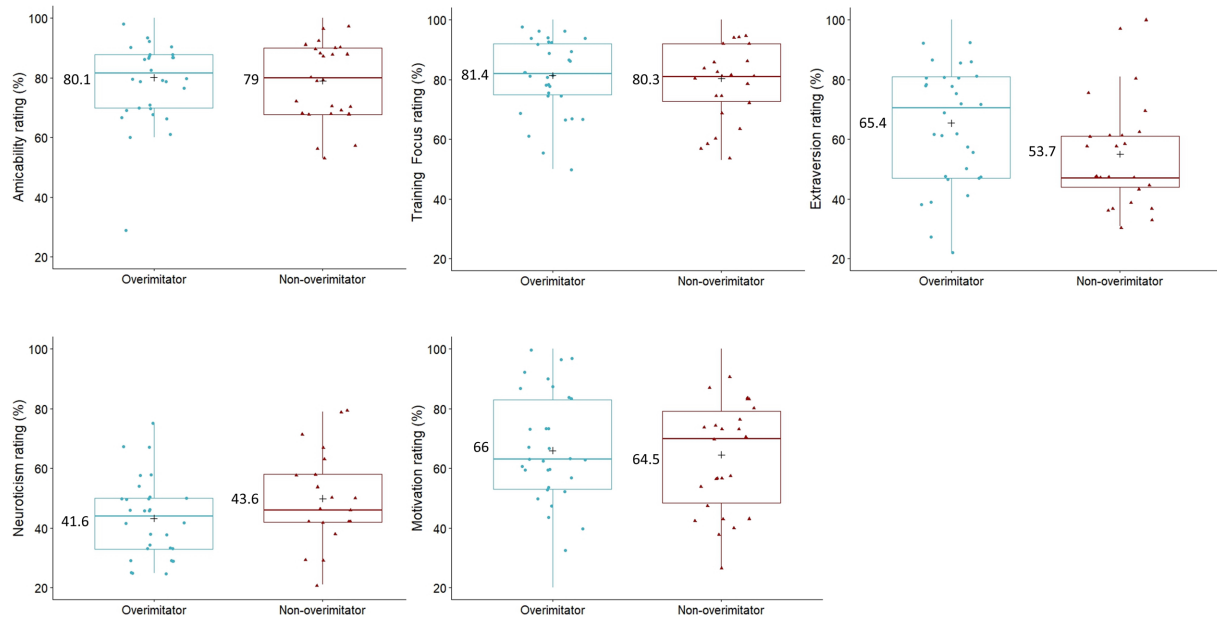 Amicability rating (%)
100
80
60
40
20
80.1
79
Overimitator
Non-overimitator
Training Focus rating (%)
100
80
60
40
20
81.4
80.3
Overimitator
Non-overimitator
Extraversion rating (%)
100
80
60
40
20
65.4
53.7
Overimitator
Non-overimitator
Neuroticism rating (%)
100
80
60
40
20
41.6
43.6
Overimitator
Non-overimitator
Motivation rating (%)
100
80
60
40
20
66
64.5
Overimitator
Non-overimitator